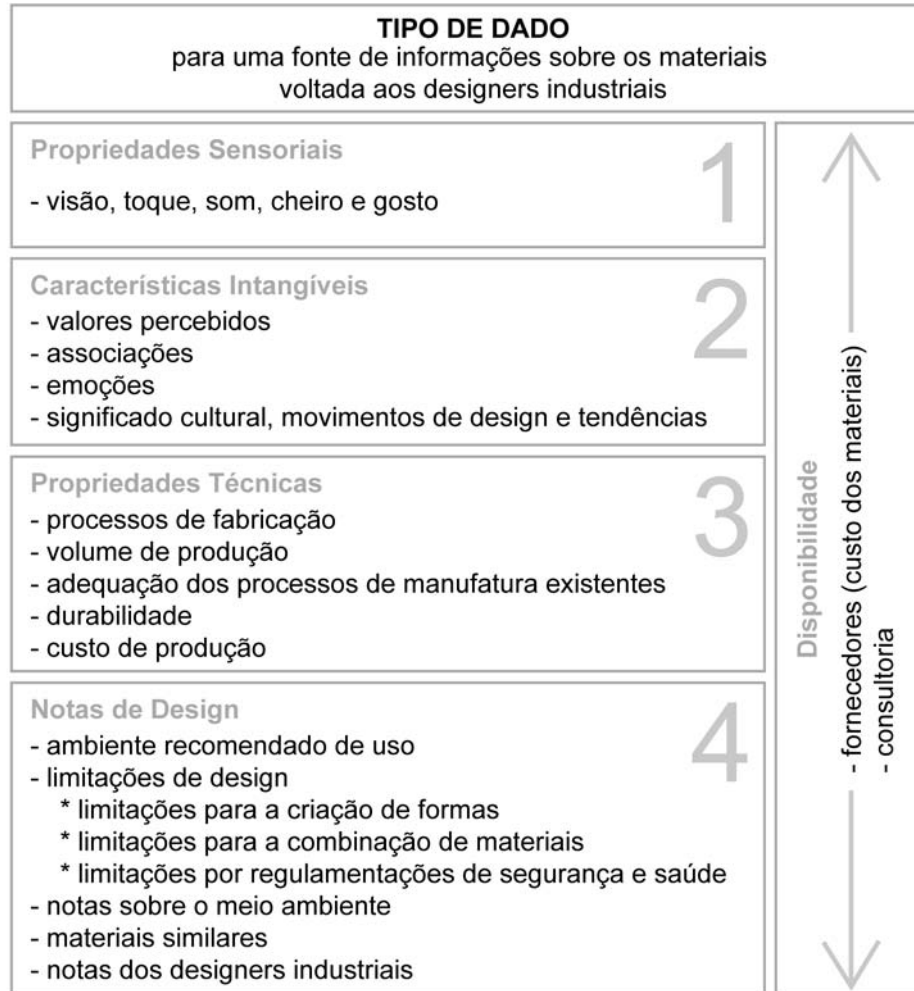 TIPO DE DADO
para uma fonte de informações sobre os materiais
voltada aos designers industriais
Propriedades Sensoriais
1
- visão, toque, som, cheiro e gosto
Características Intangíveis
2
- valores percebidos
- associações
- emoções
- significado cultural, movimentos de design e tendências
Propriedades Técnicas
3
- processos de fabricação
- volume de produção
- adequação dos processos de manufatura existentes
- durabilidade
- custo de produção
Notas de Design
4
- ambiente recomendado de uso
- limitações de design
* limitações para a criação de formas
* limitações para a combinação de materiais
* limitações por regulamentações de segurança e saúde
- notas sobre o meio ambiente
- materiais similares
- notas dos designers industriais
Disponibilidade
- fornecedores (custo dos materiais)
- consultoria